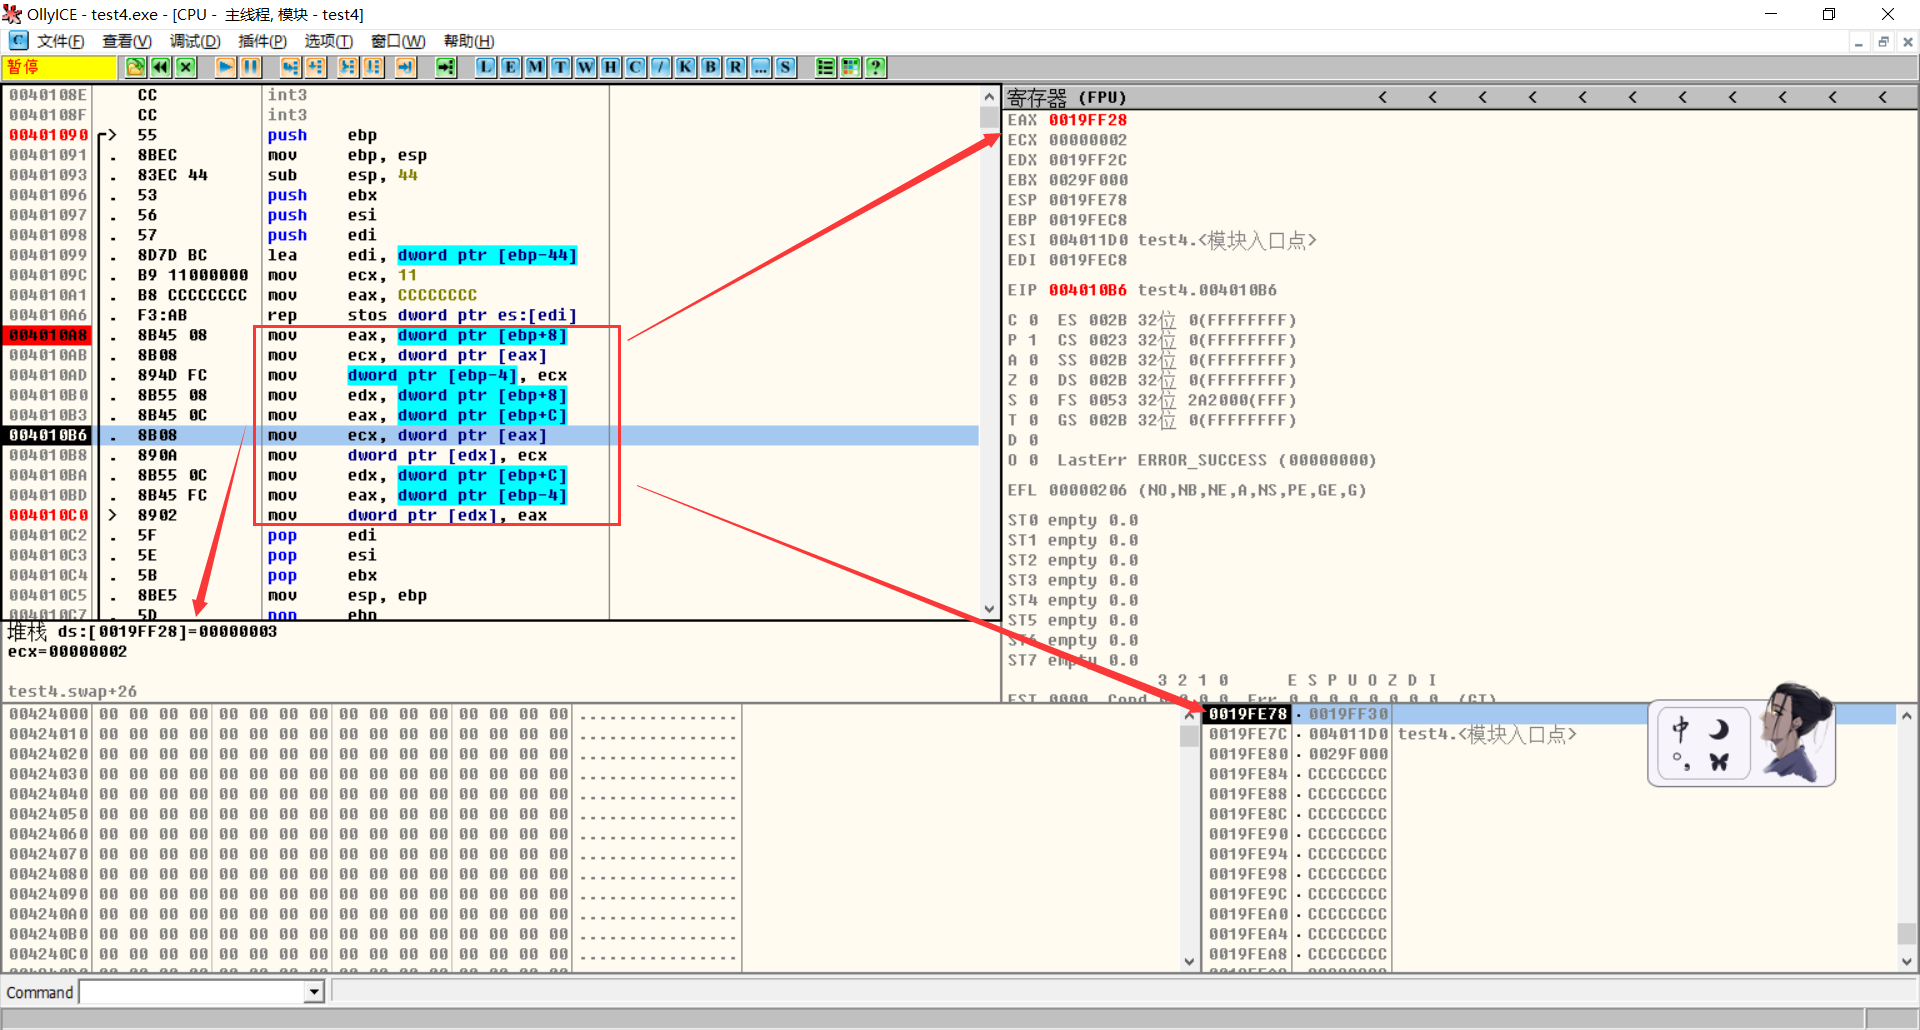 OllyICE - test4.exe - [CPU - 主线程, 模块 - test4]
文件(F) 查看(V) 调试(D) 插件(P) 选项(T) 窗口(W) 帮助(H)
暂停 L E M T W H C / K B R ... S ?
0040108E CC int3
0040108F CC int3
00401090 > 55 push ebp
00401091 . 8BEC mov ebp, esp
00401093 . 83EC 44 sub esp, 44
00401096 . 53 push ebx
00401097 . 56 push esi
00401098 . 57 push edi
00401099 . 8D7D BC lea edi, dword ptr [ebp-44]
0040109C . B9 11000000 mov ecx, 11
004010A1 . B8 CCCCCCCC mov eax, CCCCCCCC
004010A6 . F3:AB rep stos dword ptr es:[edi]
004010A8 . 8B45 08 mov eax, dword ptr [ebp+8]
004010AB . 8B08 mov ecx, dword ptr [eax]
004010AD . 894D FC mov dword ptr [ebp-4], ecx
004010B0 . 8B55 08 mov edx, dword ptr [ebp+8]
004010B3 . 8B45 0C mov eax, dword ptr [ebp+C]
004010B6 . 8B08 mov ecx, dword ptr [eax]
004010B8 . 890A mov dword ptr [edx], ecx
004010BA . 8B55 0C mov edx, dword ptr [ebp+C]
004010BD . 8B45 FC mov eax, dword ptr [ebp-4]
004010C0 > 8902 mov dword ptr [edx], eax
004010C2 . 5F pop edi
004010C3 . 5E pop esi
004010C4 . 5B pop ebx
004010C5 . 8BE5 mov esp, ebp
004010C7 . 5D pop ebp
堆栈 ds:[0019FF28]=00000003
ecx=00000002
test4.swap+26
寄存器 (FPU) < < < < < < < < < < <
EAX 0019FF28
ECX 00000002
EDX 0019FF2C
EBX 0029F000
ESP 0019FE78
EBP 0019FEC8
ESI 004011D0 test4.<模块入口点>
EDI 0019FEC8
EIP 004010B6 test4.004010B6
C 0 ES 002B 32位 0(FFFFFFFF)
P 1 CS 0023 32位 0(FFFFFFFF)
A 0 SS 002B 32位 0(FFFFFFFF)
Z 0 DS 002B 32位 0(FFFFFFFF)
S 0 FS 0053 32位 2A2000(FFF)
T 0 GS 002B 32位 0(FFFFFFFF)
D 0
O 0 LastErr ERROR_SUCCESS (00000000)
EFL 00000206 (NO,NB,NE,A,NS,PE,GE,G)
ST0 empty 0.0
ST1 empty 0.0
ST2 empty 0.0
ST3 empty 0.0
ST4 empty 0.0
ST5 empty 0.0
ST6 empty 0.0
ST7 empty 0.0
3 2 1 0 E S P U O Z D I
FST 0000 Cond 0 0 0 0 Err 0 0 0 0 0 0 0 0 (GT)
00424000 00 00 00 00 00 00 00 00 00 00 00 00 00 00 00 00 ................
00424010 00 00 00 00 00 00 00 00 00 00 00 00 00 00 00 00 ................
00424020 00 00 00 00 00 00 00 00 00 00 00 00 00 00 00 00 ................
00424030 00 00 00 00 00 00 00 00 00 00 00 00 00 00 00 00 ................
00424040 00 00 00 00 00 00 00 00 00 00 00 00 00 00 00 00 ................
00424050 00 00 00 00 00 00 00 00 00 00 00 00 00 00 00 00 ................
00424060 00 00 00 00 00 00 00 00 00 00 00 00 00 00 00 00 ................
00424070 00 00 00 00 00 00 00 00 00 00 00 00 00 00 00 00 ................
00424080 00 00 00 00 00 00 00 00 00 00 00 00 00 00 00 00 ................
00424090 00 00 00 00 00 00 00 00 00 00 00 00 00 00 00 00 ................
004240A0 00 00 00 00 00 00 00 00 00 00 00 00 00 00 00 00 ................
004240B0 00 00 00 00 00 00 00 00 00 00 00 00 00 00 00 00 ................
004240C0 00 00 00 00 00 00 00 00 00 00 00 00 00 00 00 00 ................
0019FE78 . 0019FF30
0019FE7C . 004011D0 test4.<模块入口点>
0019FE80 . 0029F000
0019FE84 . CCCCCCCC
0019FE88 . CCCCCCCC
0019FE8C . CCCCCCCC
0019FE90 . CCCCCCCC
0019FE94 . CCCCCCCC
0019FE98 . CCCCCCCC
0019FE9C . CCCCCCCC
0019FEA0 . CCCCCCCC
0019FEA4 . CCCCCCCC
0019FEA8 . CCCCCCCC
中
°,
Command